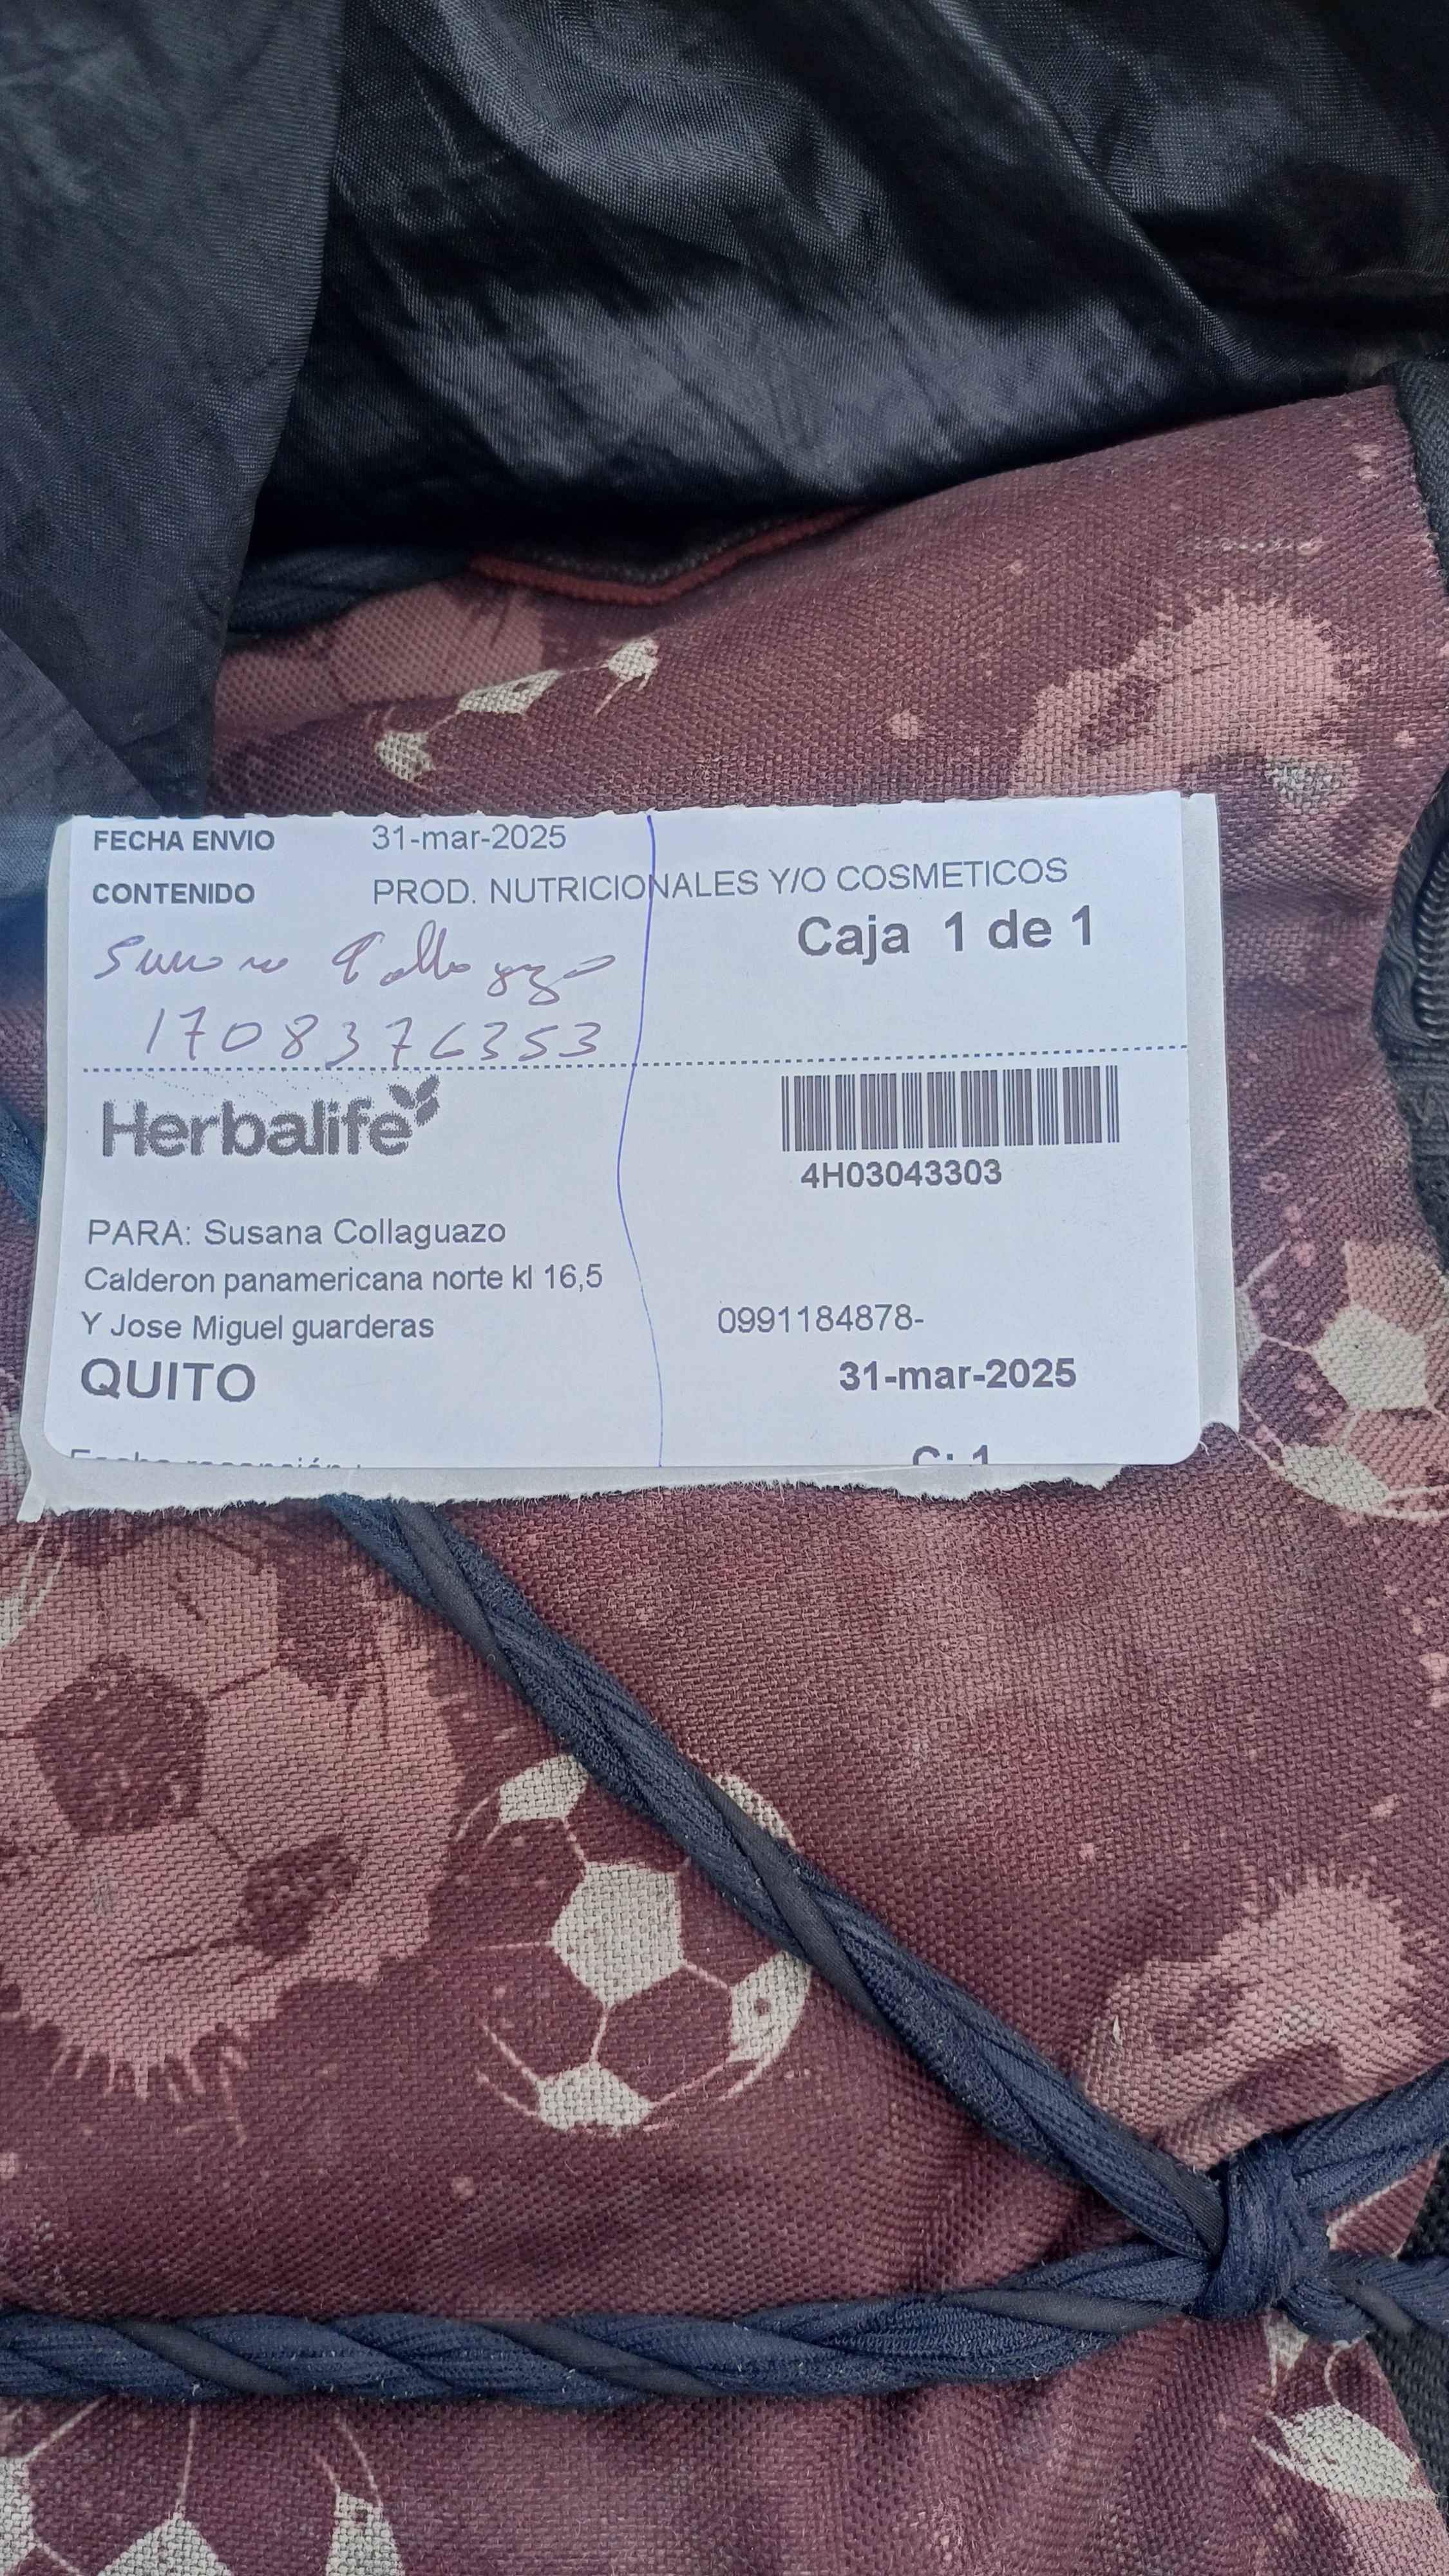 FECHA ENVIO 31-mar-2025
CONTENIDO PROD. NUTRICIONALES Y/O COSMETICOS
Caja 1 de 1
1708376353
Herbalife
4H03043303
PARA: Susana Collaguazo
Calderon panamericana norte kl 16,5
Y Jose Miguel guarderas 0991184878-
QUITO 31-mar-2025
C: 1